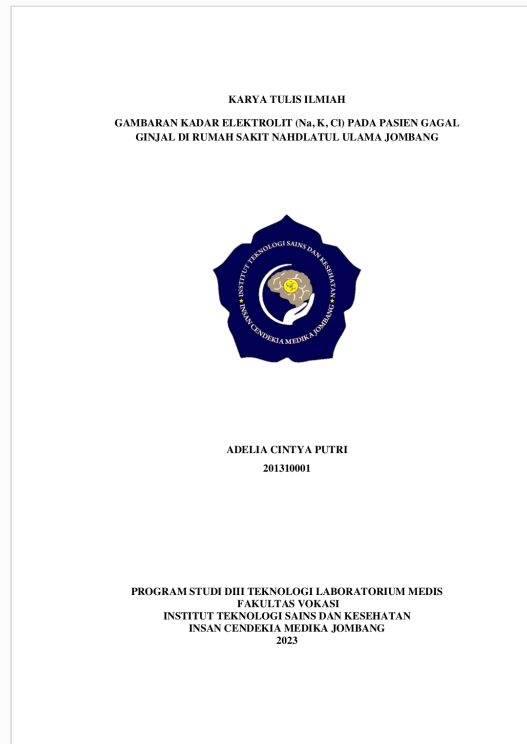 KARYA TULIS ILMIAH
GAMBARAN KADAR ELEKTROLIT (Na, K, Cl) PADA PASIEN GAGAL
GINJAL DI RUMAH SAKIT NAHDLATUL ULAMA JOMBANG
INSTITUT TEKNOLOGI SAINS DAN KESEHATAN
INSAN CENDEKIA MEDIKA JOMBANG
ADELIA CINTYA PUTRI
201310001
PROGRAM STUDI DIII TEKNOLOGI LABORATORIUM MEDIS
FAKULTAS VOKASI
INSTITUT TEKNOLOGI SAINS DAN KESEHATAN
INSAN CENDEKIA MEDIKA JOMBANG
2023